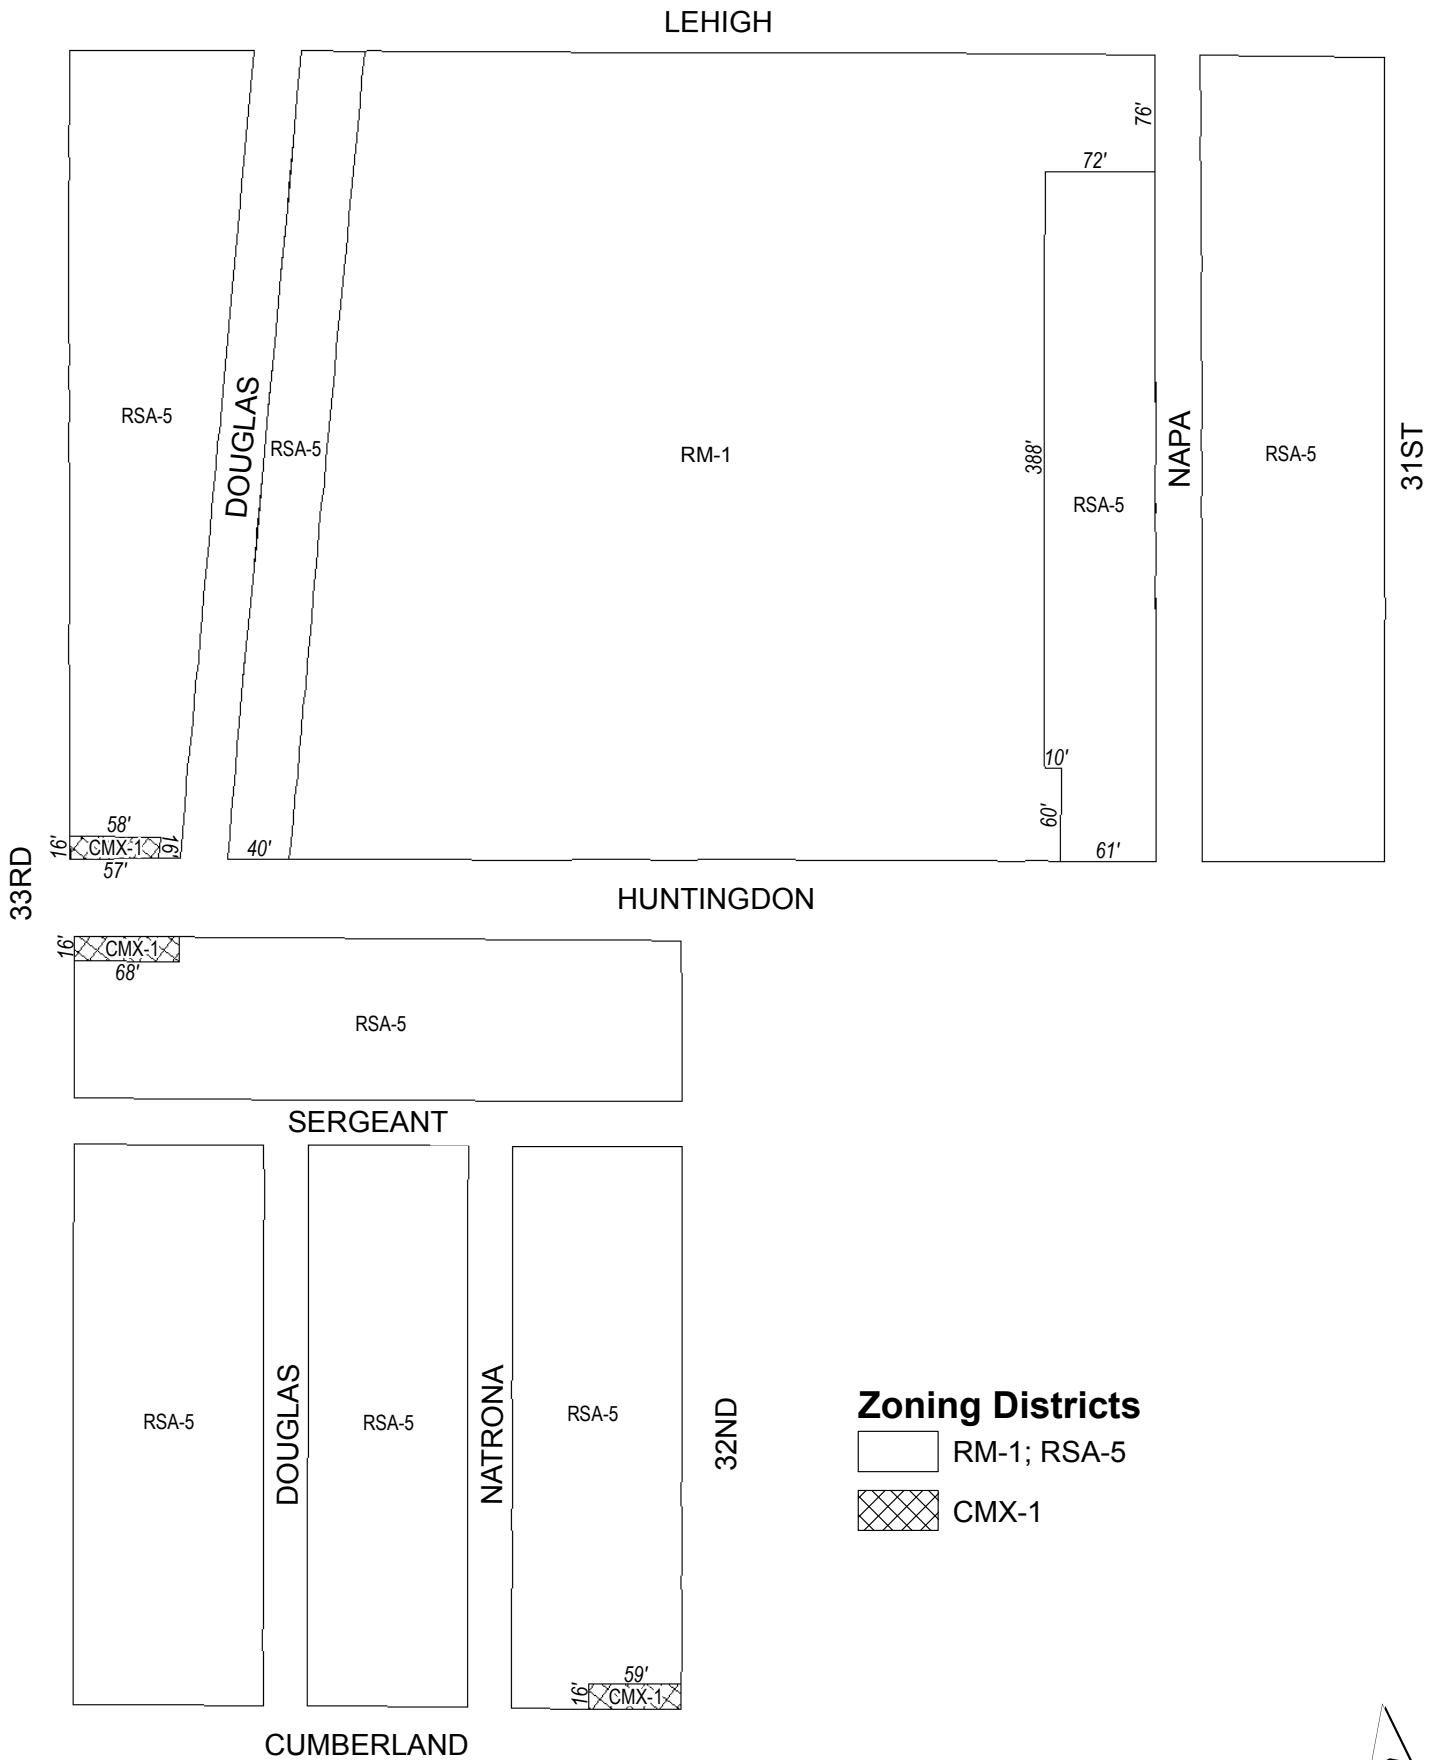 LEHIGH
76'
72'
RSA-5
DOUGLAS
RSA-5
RM-1
388'
RSA-5
NAPA
RSA-5
31ST
10'
60'
58'
16'
CMX-1
16'
57'
40'
61'
33RD
HUNTINGDON
16'
CMX-1
68'
RSA-5
SERGEANT
RSA-5
DOUGLAS
RSA-5
NATRONA
RSA-5
32ND
Zoning Districts
RM-1; RSA-5
CMX-1
59'
16'
CMX-1
CUMBERLAND